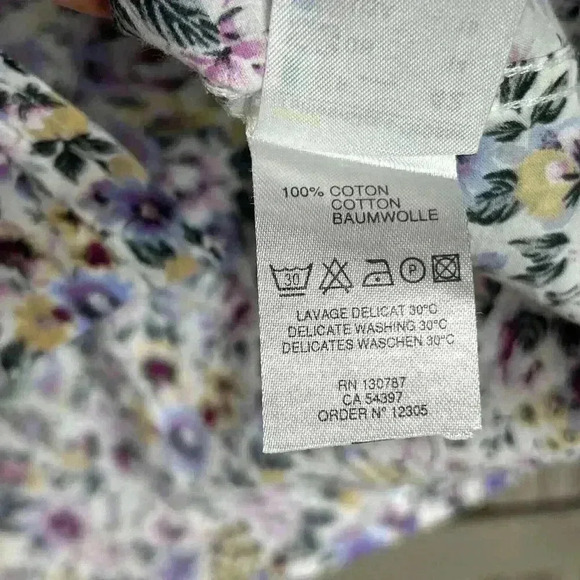 100% COTON
COTTON
BAUMWOLLE
30 P
LAVAGE DELICAT 30°C
DELICATE WASHING 30°C
DELICATES WASCHEN 30°C
RN 130787
CA 54397
ORDER N° 12305